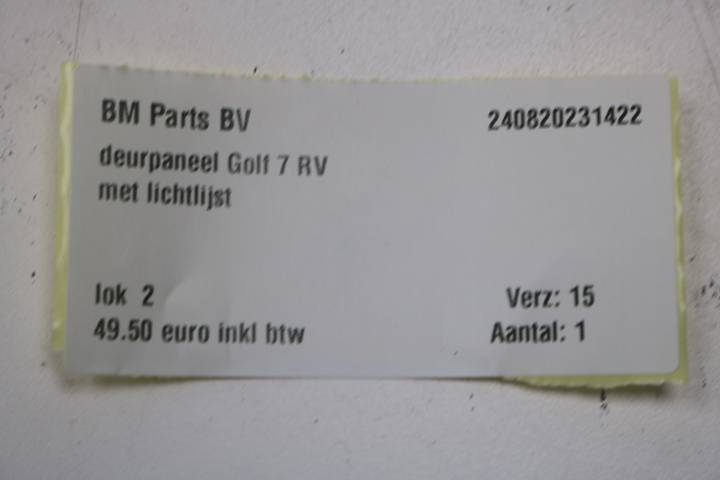 BM Parts BV 240820231422
deurpaneel Golf 7 RV
met lichtlijst
lok 2 Verz: 15
49.50 euro inkl btw Aantal: 1